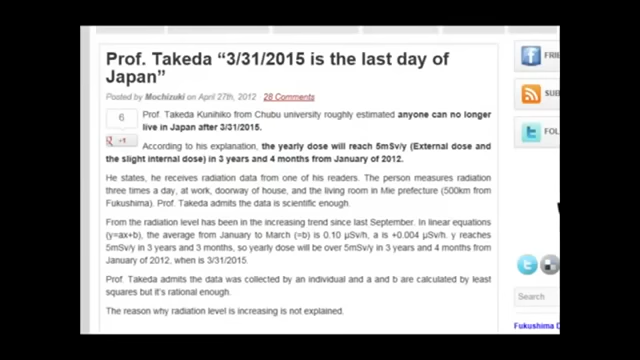 Prof. Takeda “3/31/2015 is the last day of
Japan”
Posted by Mochizuki on April 27th, 2012 · 28 Comments
6
+1
Prof. Takeda Kunihiko from Chubu university roughly estimated anyone can no longer
live in Japan after 3/31/2015.
According to his explanation, the yearly dose will reach 5mSv/y (External dose and
the slight internal dose) in 3 years and 4 months from January of 2012.
He states, he receives radiation data from one of his readers. The person measures radiation
three times a day, at work, doorway of house, and the living room in Mie prefecture (500km from
Fukushima). Prof. Takeda admits the data is scientific enough.
From the radiation level has been in the increasing trend since last September. In linear equations
(y=ax+b), the average from January to March (=b) is 0.10 μSv/h, a is +0.004 μSv/h. y reaches
5mSv/y in 3 years and 3 months, so yearly dose will be over 5mSv/y in 3 years and 4 months from
January of 2012, when is 3/31/2015.
Prof. Takeda admits the data was collected by an individual and a and b are calculated by least
squares but it's rational enough.
The reason why radiation level is increasing is not explained.
FRIE
SUB
FOL
Search
Fukushima D